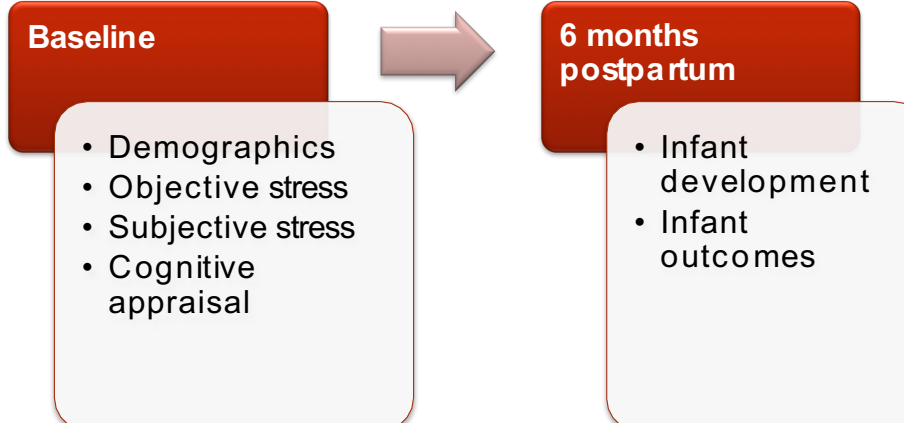 Baseline
• Demographics
• Objective stress
• Subjective stress
• Cognitive
appraisal
6 months
postpartum
• Infant
development
• Infant
outcomes